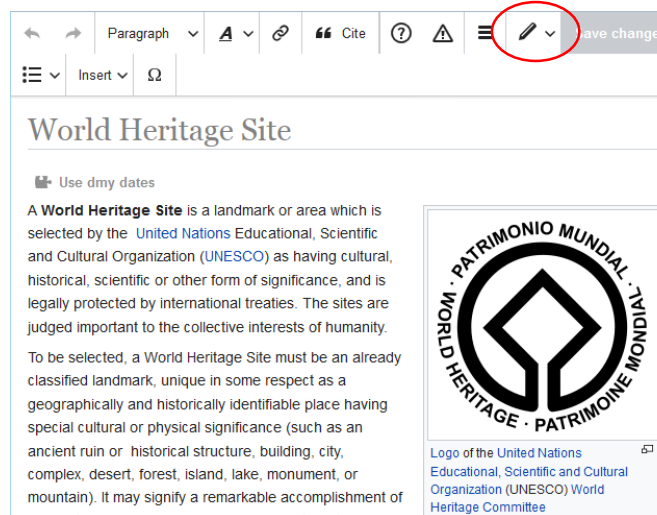 Paragraph A Cite ? ave change
Insert Ω
World Heritage Site
Use dmy dates
A World Heritage Site is a landmark or area which is
selected by the United Nations Educational, Scientific
and Cultural Organization (UNESCO) as having cultural,
historical, scientific or other form of significance, and is
legally protected by international treaties. The sites are
judged important to the collective interests of humanity.
To be selected, a World Heritage Site must be an already
classified landmark, unique in some respect as a
geographically and historically identifiable place having
special cultural or physical significance (such as an
ancient ruin or historical structure, building, city,
complex, desert, forest, island, lake, monument, or
mountain). It may signify a remarkable accomplishment of
· PATRIMONIO MUNDIAL ·
WORLD HERITAGE · PATRIMOINE MONDIAL
Logo of the United Nations
Educational, Scientific and Cultural
Organization (UNESCO) World
Heritage Committee